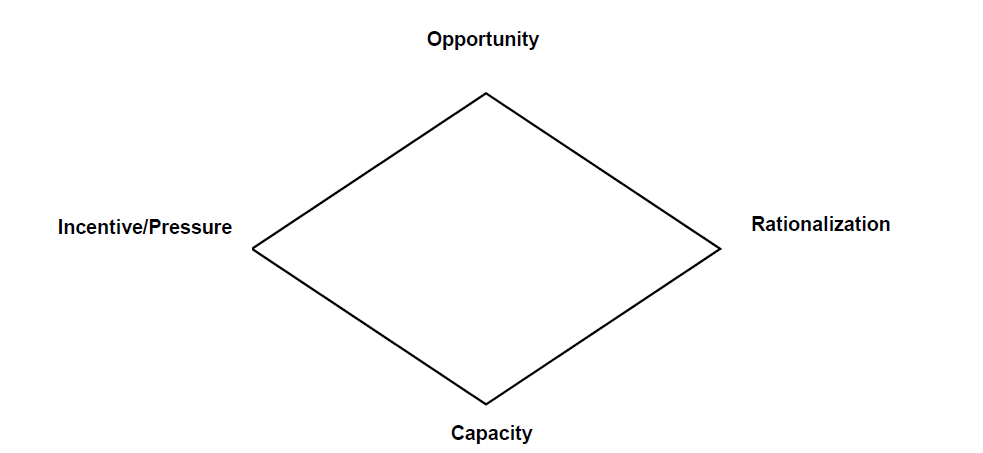 Opportunity
Incentive/Pressure
Rationalization
Capacity